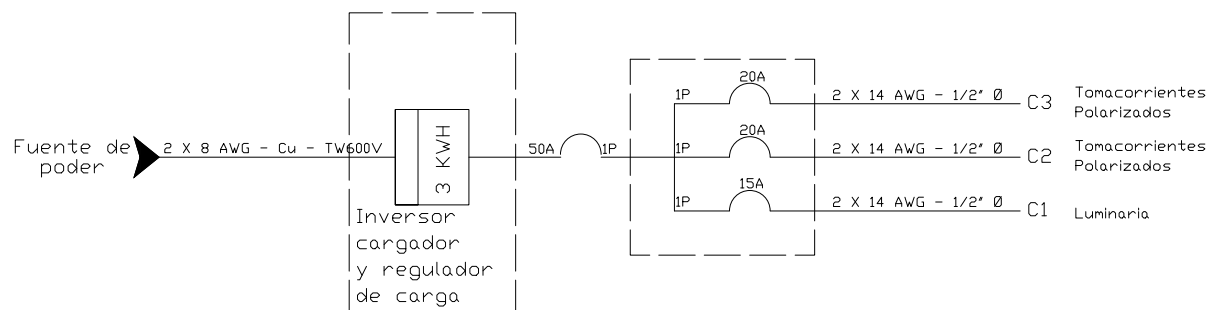 Fuente de
poder
2 X 8 AWG - Cu - TW600V
3 KWH
Inversor
cargador
y regulador
de carga
50A
1P
1P
20A
2 X 14 AWG - 1/2" Ø
C3
Tomacorrientes
Polarizados
1P
20A
2 X 14 AWG - 1/2" Ø
C2
Tomacorrientes
Polarizados
1P
15A
2 X 14 AWG - 1/2" Ø
C1
Luminaria